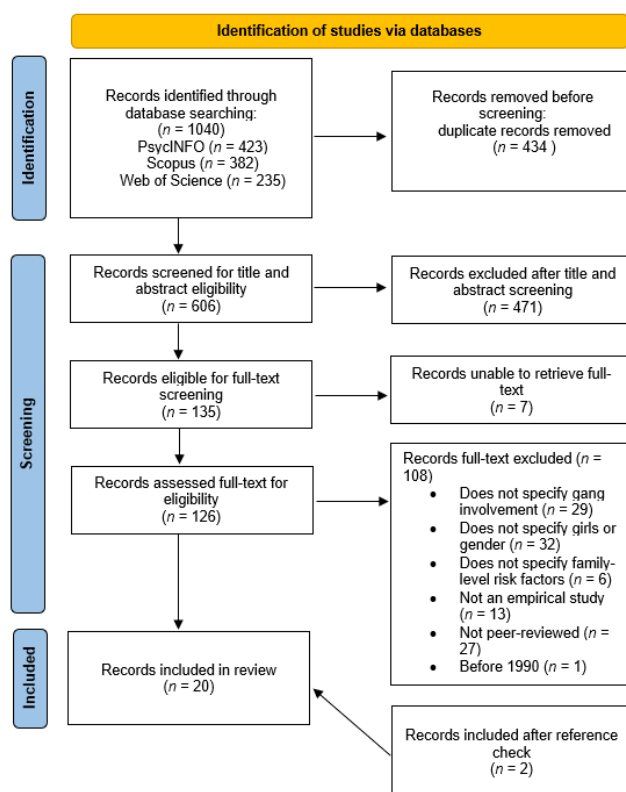 Identification of studies via databases
Identification
Records identified through
database searching:
(n = 1040)
PsycINFO (n = 423)
Scopus (n = 382)
Web of Science (n = 235)
Records removed before
screening:
duplicate records removed
(n = 434 )
Screening
Records screened for title and
abstract eligibility
(n = 606)
Records excluded after title and
abstract screening
(n = 471)
Records eligible for full-text
screening
(n = 135)
Records unable to retrieve full-
text
(n = 7)
Records assessed full-text for
eligibility
(n = 126)
Records full-text excluded (n =
108)
• Does not specify gang
involvement (n = 29)
• Does not specify girls or
gender (n = 32)
• Does not specify family-
level risk factors (n = 6)
• Not an empirical study
(n = 13)
• Not peer-reviewed (n =
27)
• Before 1990 (n = 1)
Included
Records included in review
(n = 20)
Records included after reference
check
(n = 2)